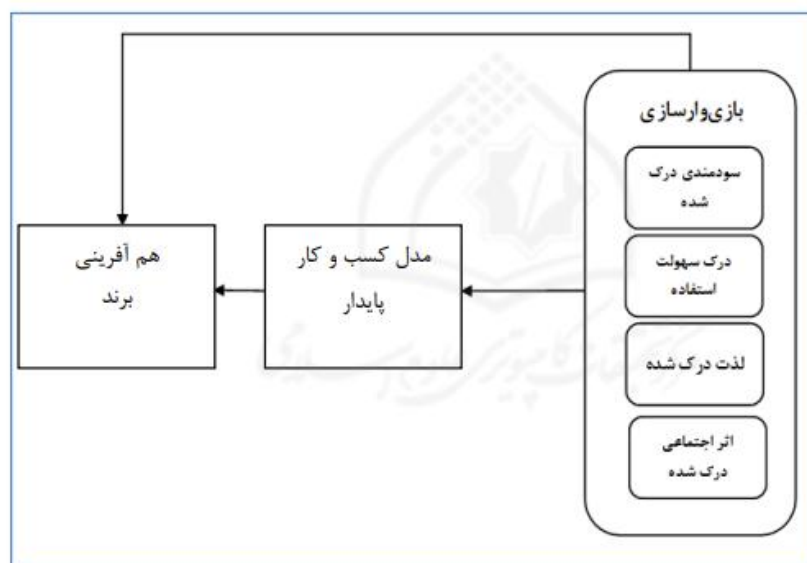 بازی‌وارسازی
سودمندی درک
شده
درک سهولت
استفاده
لذت درک شده
اثر اجتماعی
درک شده
مدل کسب و کار
پایدار
هم آفرینی
برند